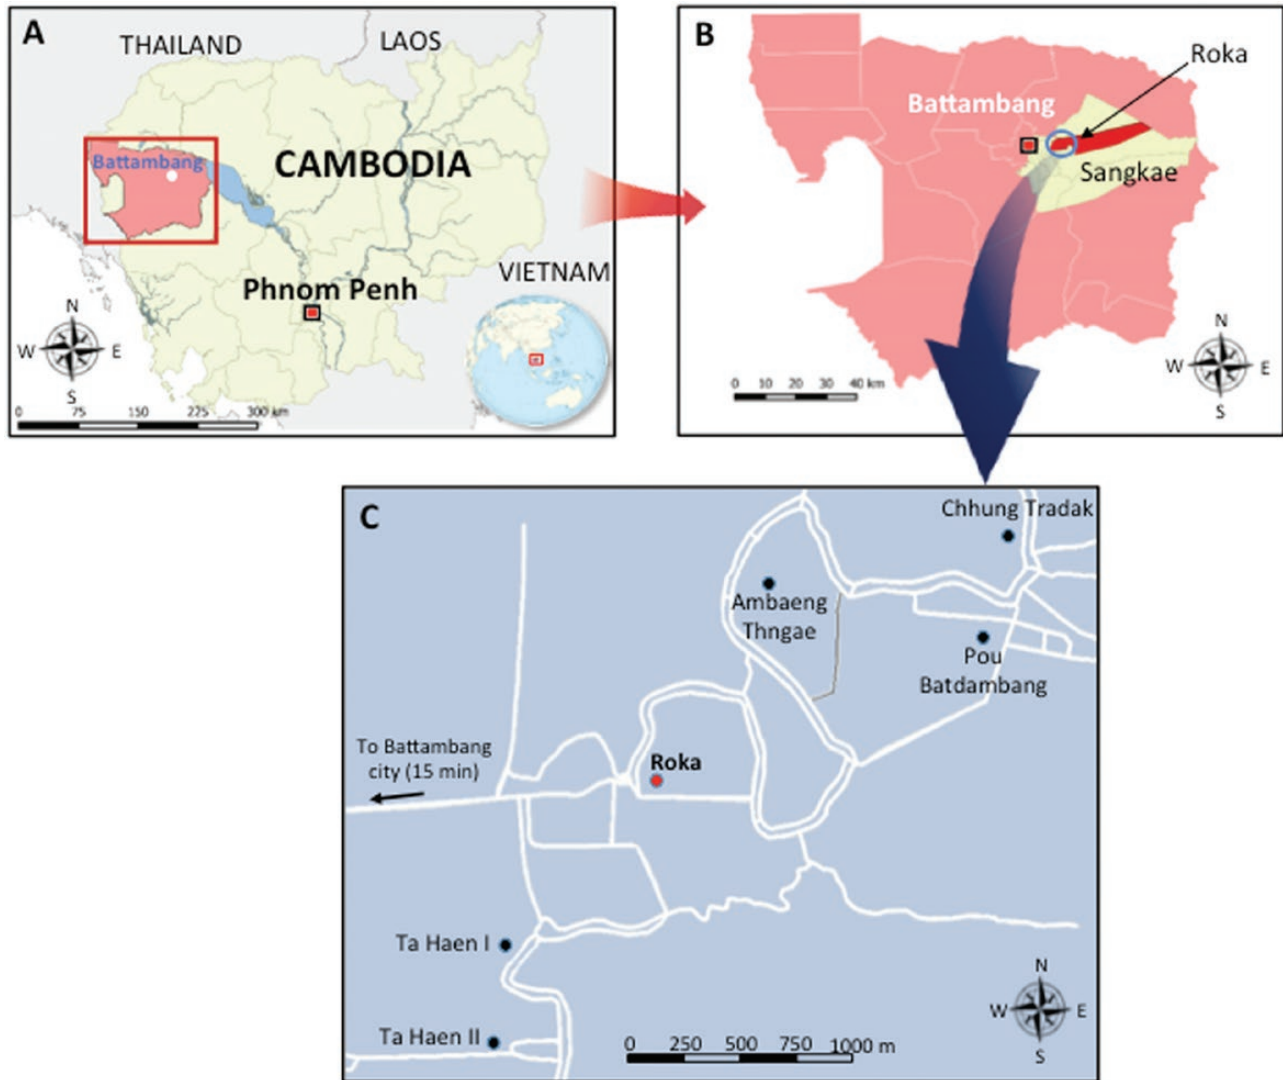 A
THAILAND
LAOS
Battambang
CAMBODIA
VIETNAM
Phnom Penh
N
W E
S
0 75 150 225 300 km
B
Roka
Battambang
Sangkae
N
W E
S
0 10 20 30 40 km
C
Chhung Tradak
Ambaeng
Thngae
Pou
Batdambang
To Battambang
city (15 min)
Roka
Ta Haen I
Ta Haen II
N
W E
S
0 250 500 750 1000 m